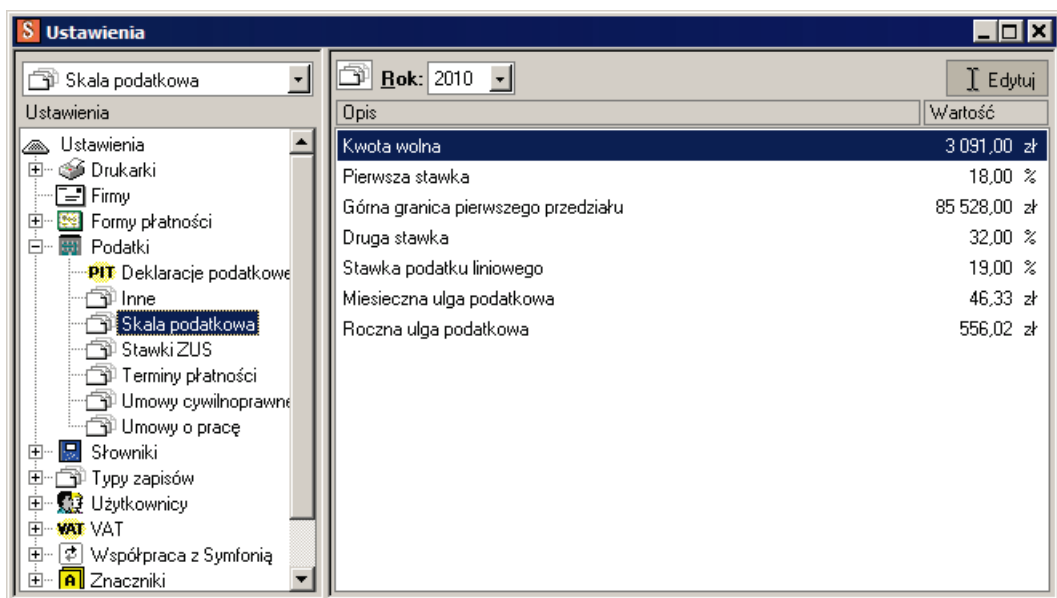 S Ustawienia
Skala podatkowa
Ustawienia
Ustawienia
Drukarki
Firmy
Formy płatności
Podatki
PIT Deklaracje podatkowe
Inne
Skala podatkowa
Stawki ZUS
Terminy płatności
Umowy cywilnoprawne
Umowy o pracę
Słowniki
Typy zapisów
Użytkownicy
VAT VAT
Współpraca z Symfonią
A Znaczniki
Rok: 2010 Edytuj
Opis Wartość
Kwota wolna 3 091,00 zł
Pierwsza stawka 18,00 %
Górna granica pierwszego przedziału 85 528,00 zł
Druga stawka 32,00 %
Stawka podatku liniowego 19,00 %
Miesieczna ulga podatkowa 46,33 zł
Roczna ulga podatkowa 556,02 zł